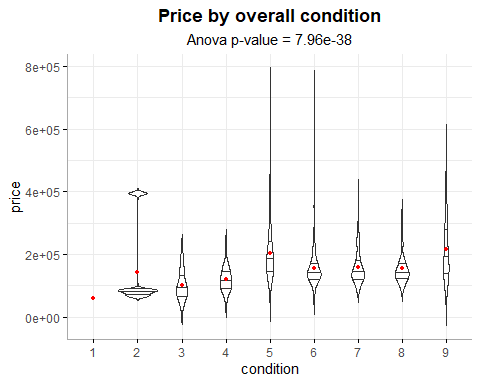 Price by overall condition
Anova p-value = 7.96e-38
8e+05
6e+05
4e+05
2e+05
0e+00
price
1 2 3 4 5 6 7 8 9
condition